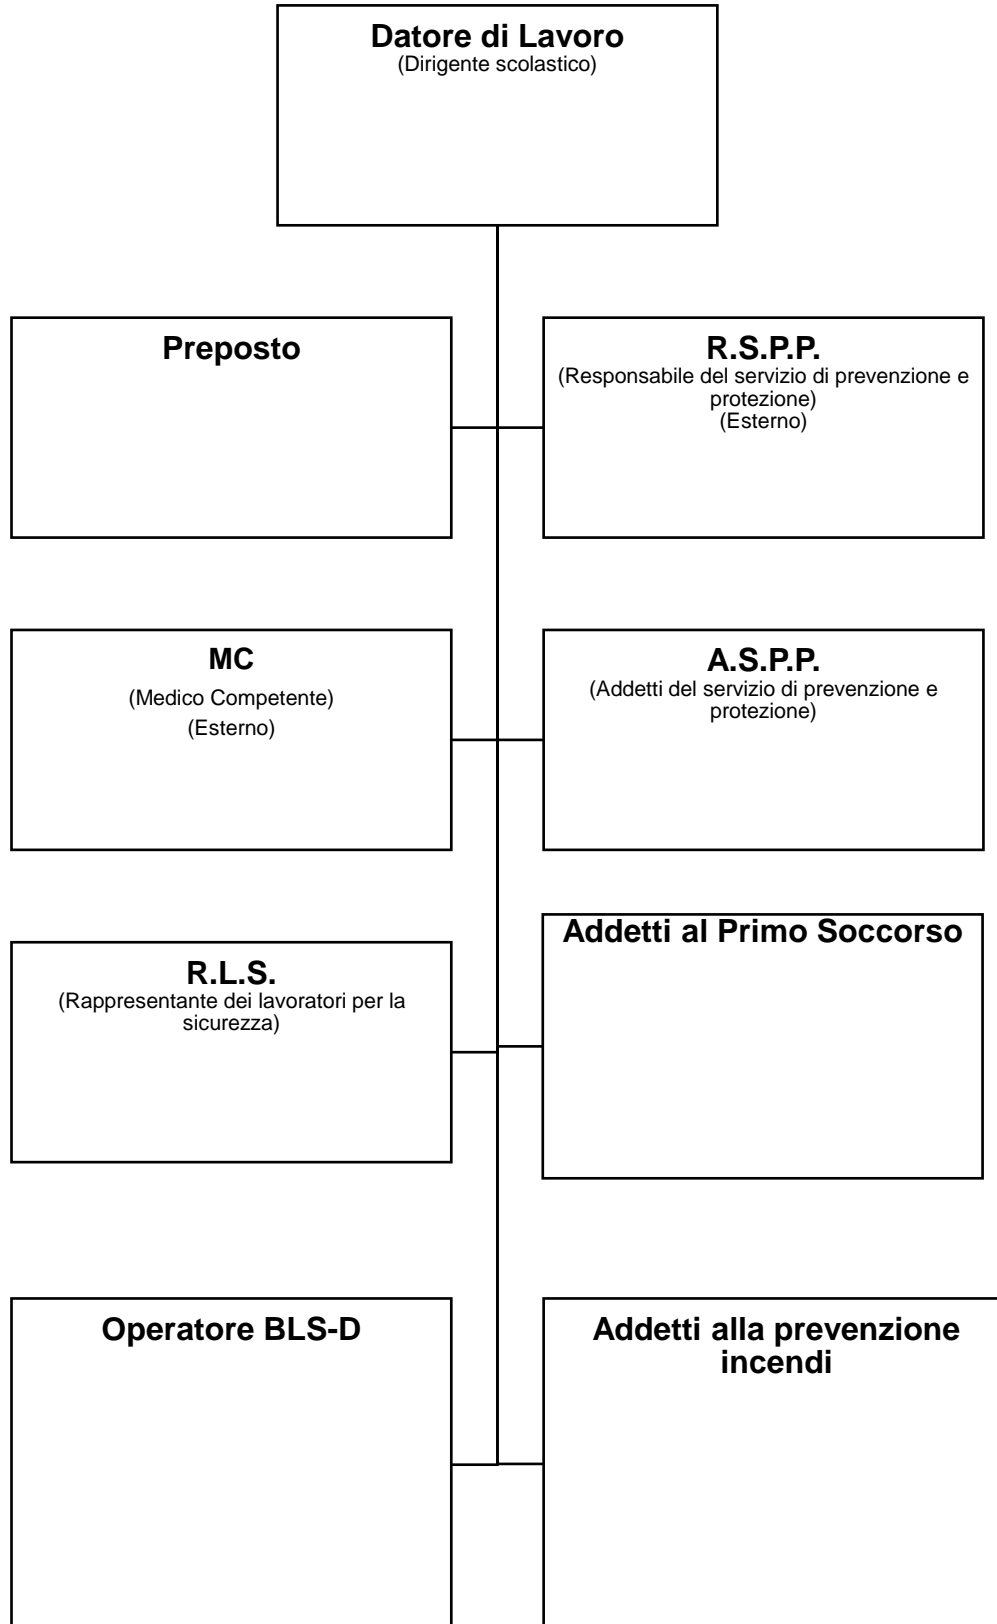 Datore di Lavoro
(Dirigente scolastico)
Preposto
R.S.P.P.
(Responsabile del servizio di prevenzione e
protezione)
(Esterno)
MC
(Medico Competente)
(Esterno)
A.S.P.P.
(Addetti del servizio di prevenzione e
protezione)
R.L.S.
(Rappresentante dei lavoratori per la
sicurezza)
Addetti al Primo Soccorso
Operatore BLS-D
Addetti alla prevenzione
incendi